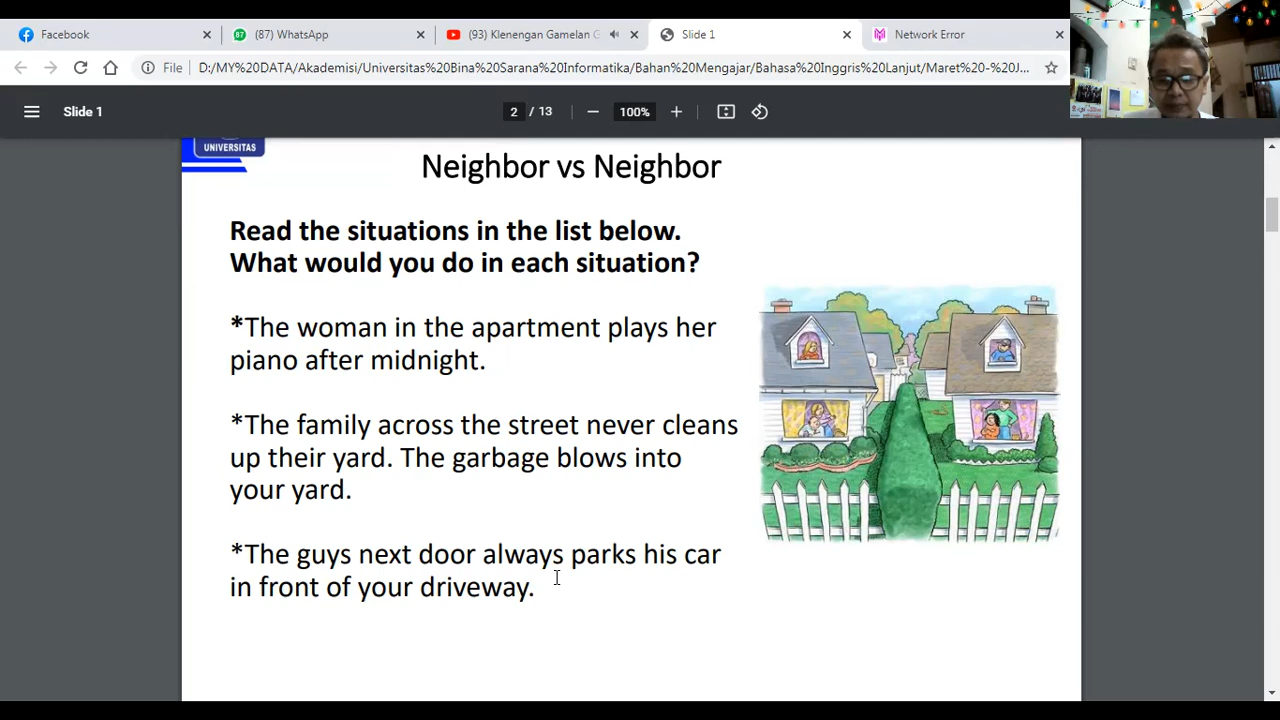 Facebook
(87) WhatsApp
(93) Klenengan Gamelan G
Slide 1
Network Error
File
D:/MY%20DATA/Akademisi/Universitas%20Bina%20Sarana%20Informatika/Bahan%20Mengajar/Bahasa%20Inggris%20Lanjut/Maret%20-%20J...
Slide 1
2 / 13
100%
UNIVERSITAS
Neighbor vs Neighbor
Read the situations in the list below.
What would you do in each situation?
*The woman in the apartment plays her
piano after midnight.
*The family across the street never cleans
up their yard. The garbage blows into
your yard.
*The guys next door always parks his car
in front of your driveway.